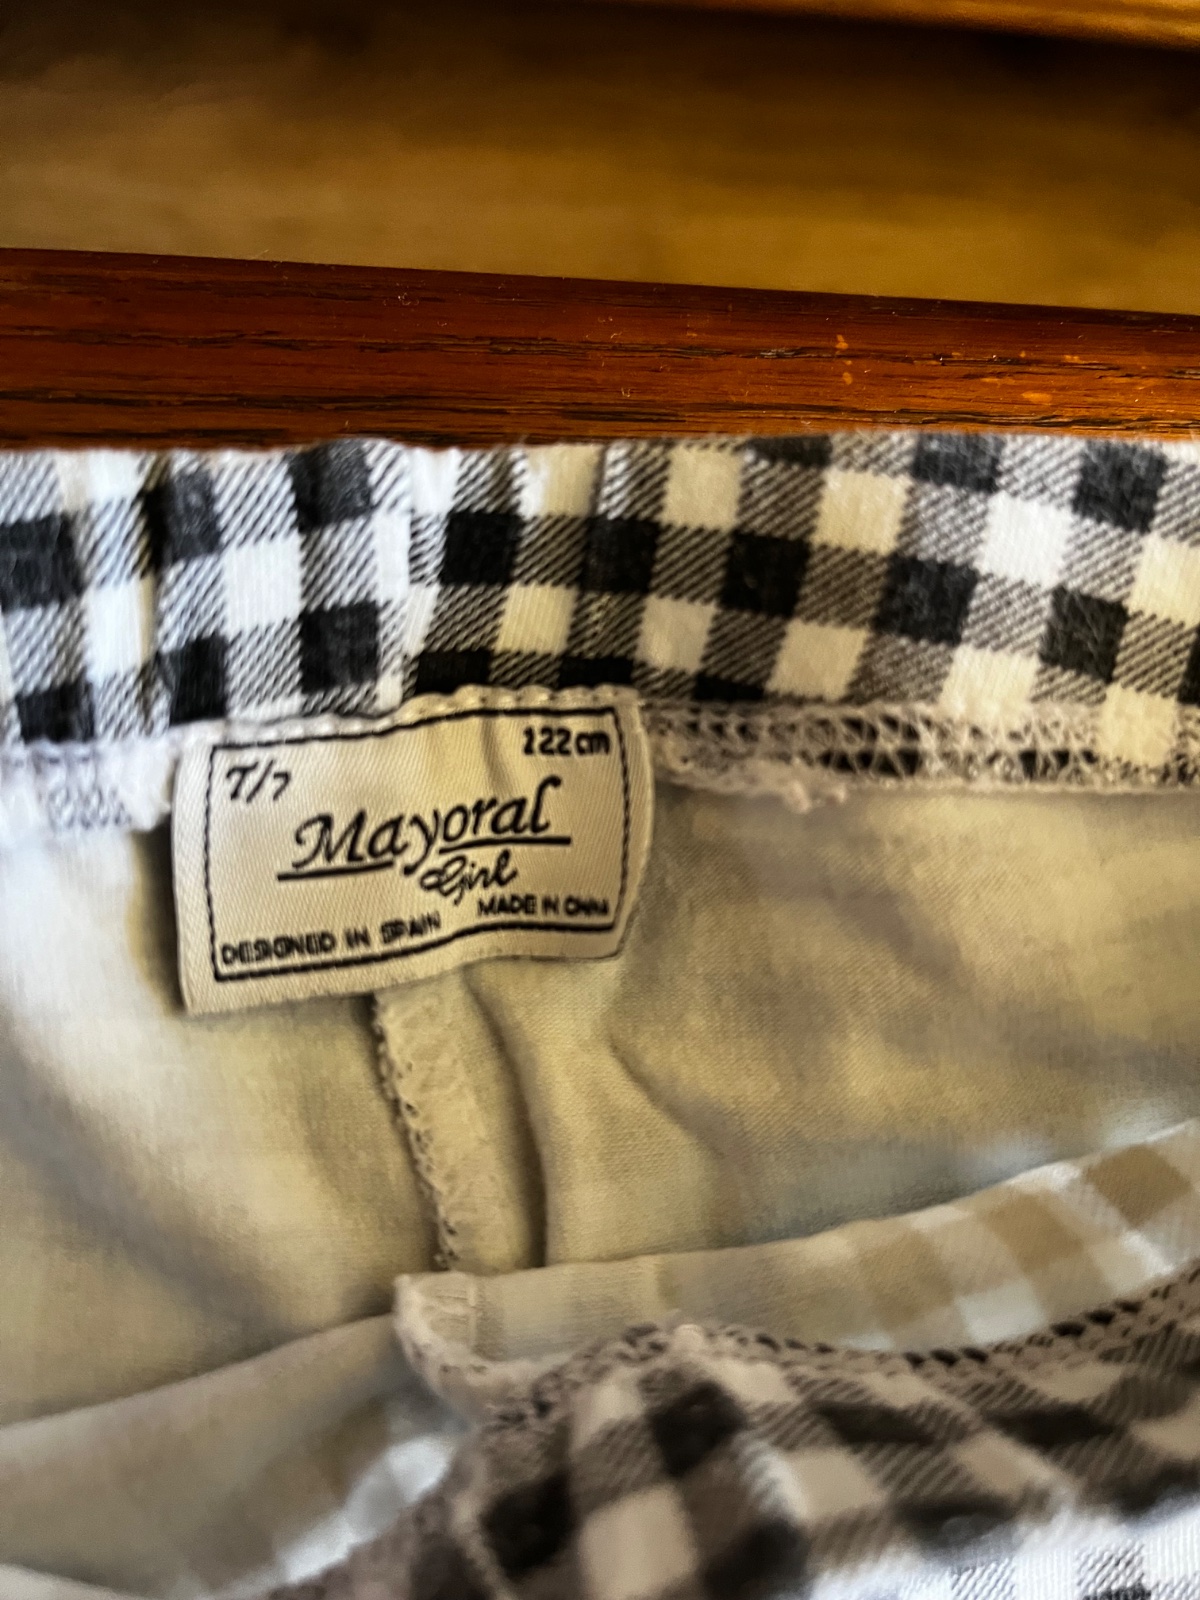 T/7 122cm
Mayoral
Girl
DESIGNED IN SPAIN MADE IN CHINA